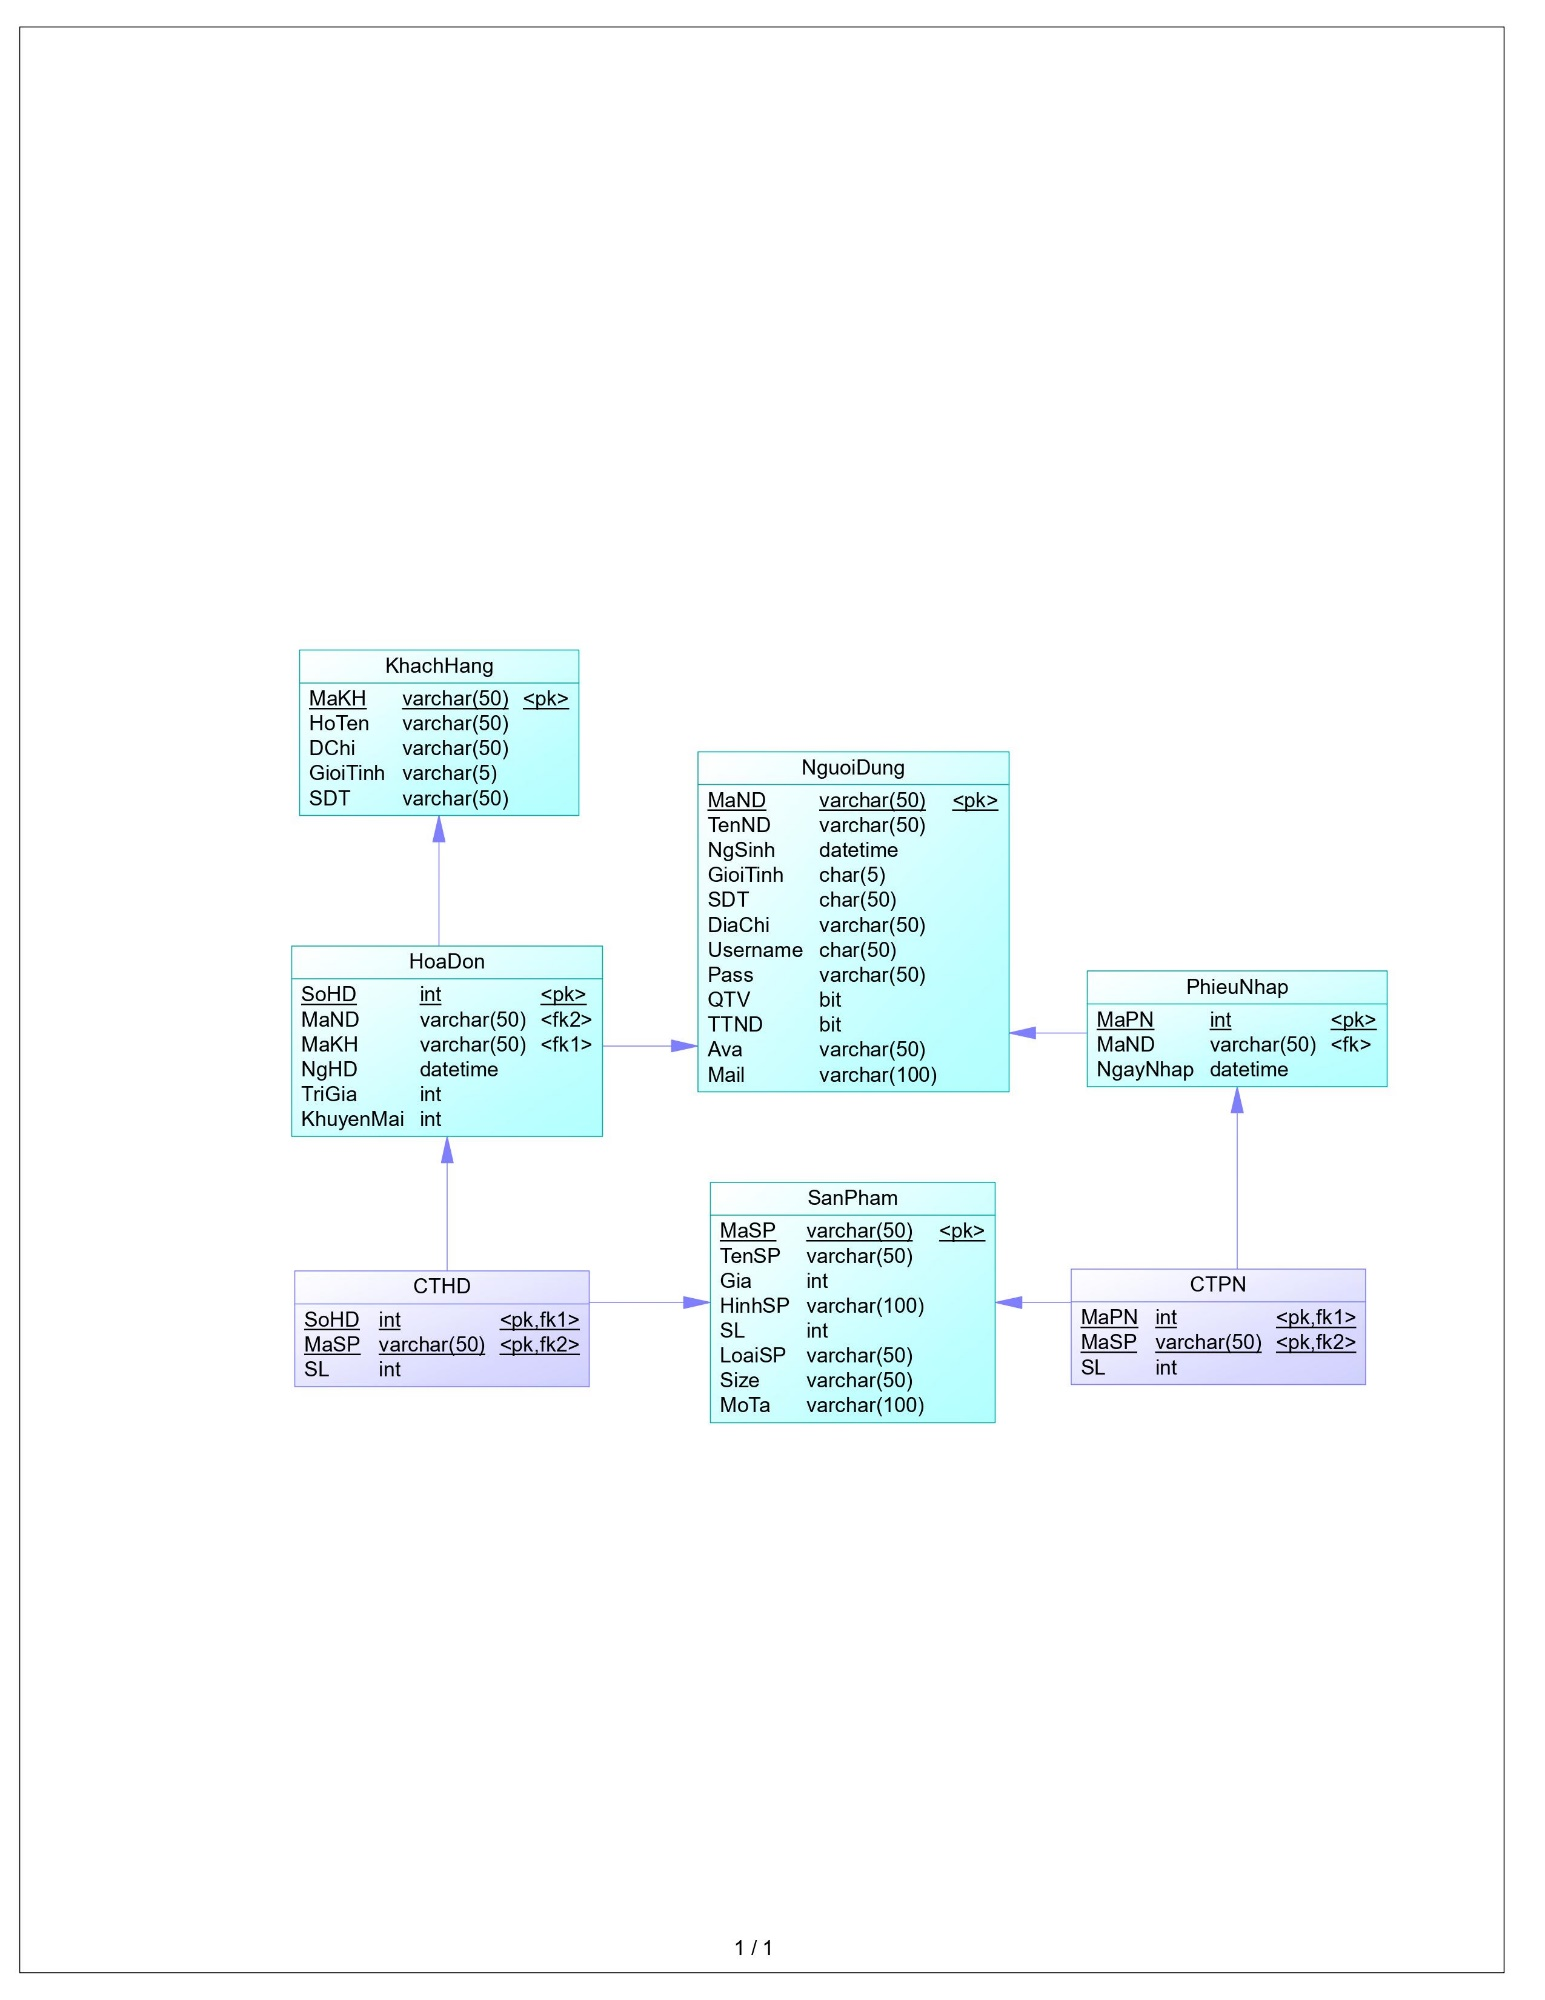 KhachHang
MaKH varchar(50) <pk>
HoTen varchar(50)
DChi varchar(50)
GioiTinh varchar(5)
SDT varchar(50)
NguoiDung
MaND varchar(50) <pk>
TenND varchar(50)
NgSinh datetime
GioiTinh char(5)
SDT char(50)
DiaChi varchar(50)
Username char(50)
Pass varchar(50)
QTV bit
TTND bit
Ava varchar(50)
Mail varchar(100)
HoaDon
SoHD int <pk>
MaND varchar(50) <fk2>
MaKH varchar(50) <fk1>
NgHD datetime
TriGia int
KhuyenMai int
PhieuNhap
MaPN int <pk>
MaND varchar(50) <fk>
NgayNhap datetime
SanPham
MaSP varchar(50) <pk>
TenSP varchar(50)
Gia int
HinhSP varchar(100)
SL int
LoaiSP varchar(50)
Size varchar(50)
MoTa varchar(100)
CTHD
SoHD int <pk,fk1>
MaSP varchar(50) <pk,fk2>
SL int
CTPN
MaPN int <pk,fk1>
MaSP varchar(50) <pk,fk2>
SL int
1 / 1